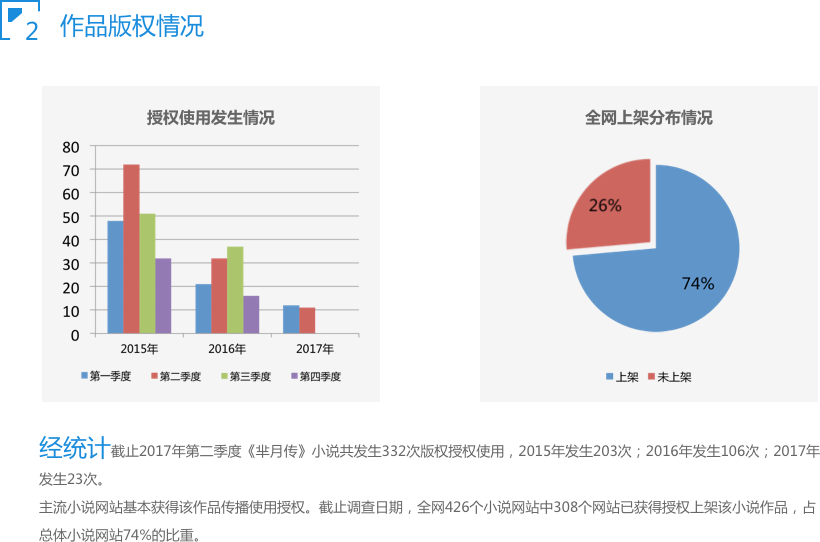 2 作品版权情况
授权使用发生情况
80
70
60
50
40
30
20
10
0
2015年 2016年 2017年
第一季度 第二季度 第三季度 第四季度
全网上架分布情况
26%
74%
上架 未上架
经统计截止2017年第二季度《芈月传》小说共发生332次版权授权使用，2015年发生203次；2016年发生106次；2017年
发生23次。
主流小说网站基本获得该作品传播使用授权。截止调查日期，全网426个小说网站中308个网站已获得授权上架该小说作品，占
总体小说网站74%的比重。